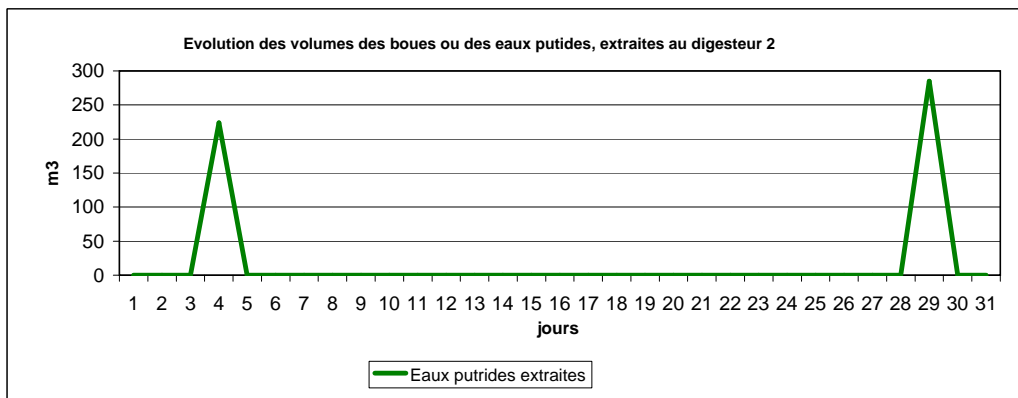 Evolution des volumes des boues ou des eaux putides, extraites au digesteur 2
300
250
200
150
100
50
0
m3
1 2 3 4 5 6 7 8 9 10 11 12 13 14 15 16 17 18 19 20 21 22 23 24 25 26 27 28 29 30 31
jours
Eaux putrides extraites